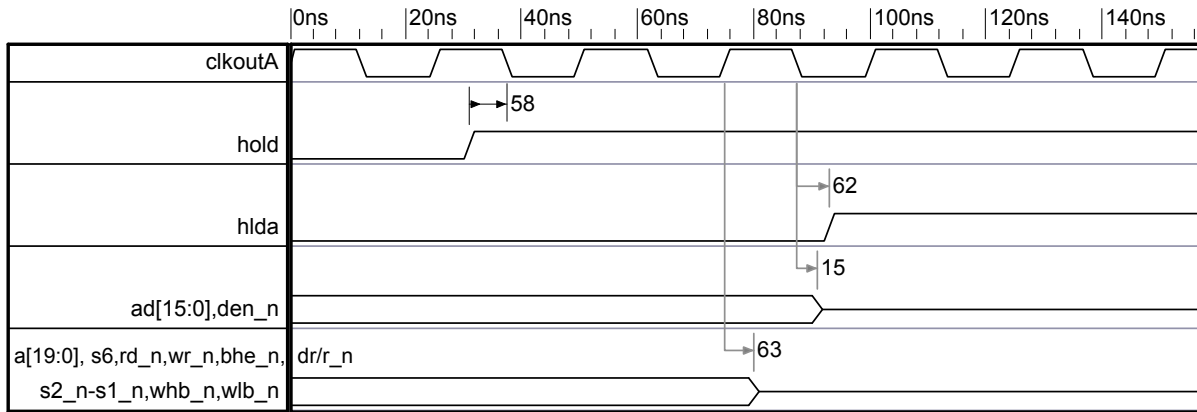 0ns 20ns 40ns 60ns 80ns 100ns 120ns 140ns
clkoutA
58
hold
62
hlda
15
ad[15:0],den_n
a[19:0], s6,rd_n,wr_n,bhe_n, dr/r_n
63
s2_n-s1_n,whb_n,wlb_n